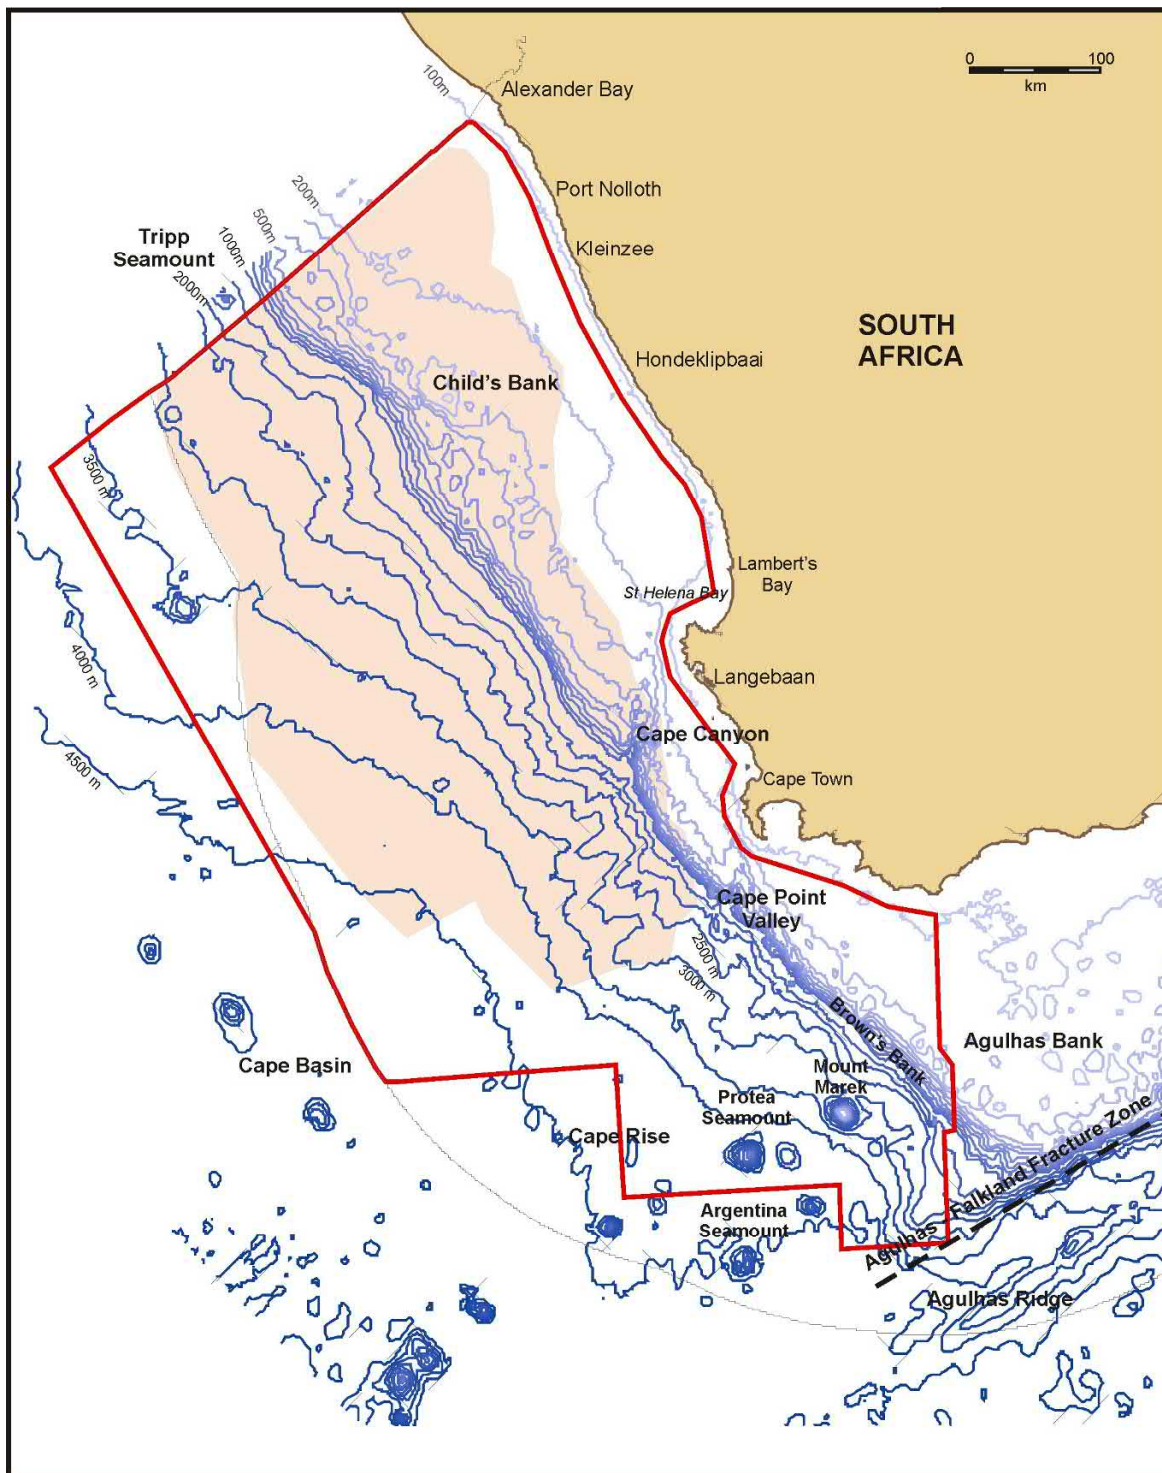 0
100
km
100m
Alexander Bay
Port Nolloth
200m
500m
1000m
2000m
Tripp
Seamount
Kleinzee
SOUTH
AFRICA
Hondeklipbaai
Child's Bank
3500 m
Lambert's
Bay
St Helena Bay
4000 m
Langebaan
Cape Canyon
4500 m
Cape Town
Cape Point
Valley
2500 m
3000 m
Brown's Bank
Agulhas Bank
Cape Basin
Mount
Marek
Protea
Seamount
Cape Rise
Agulhas - Falkland Fracture Zone
Argentina
Seamount
Agulhas Ridge